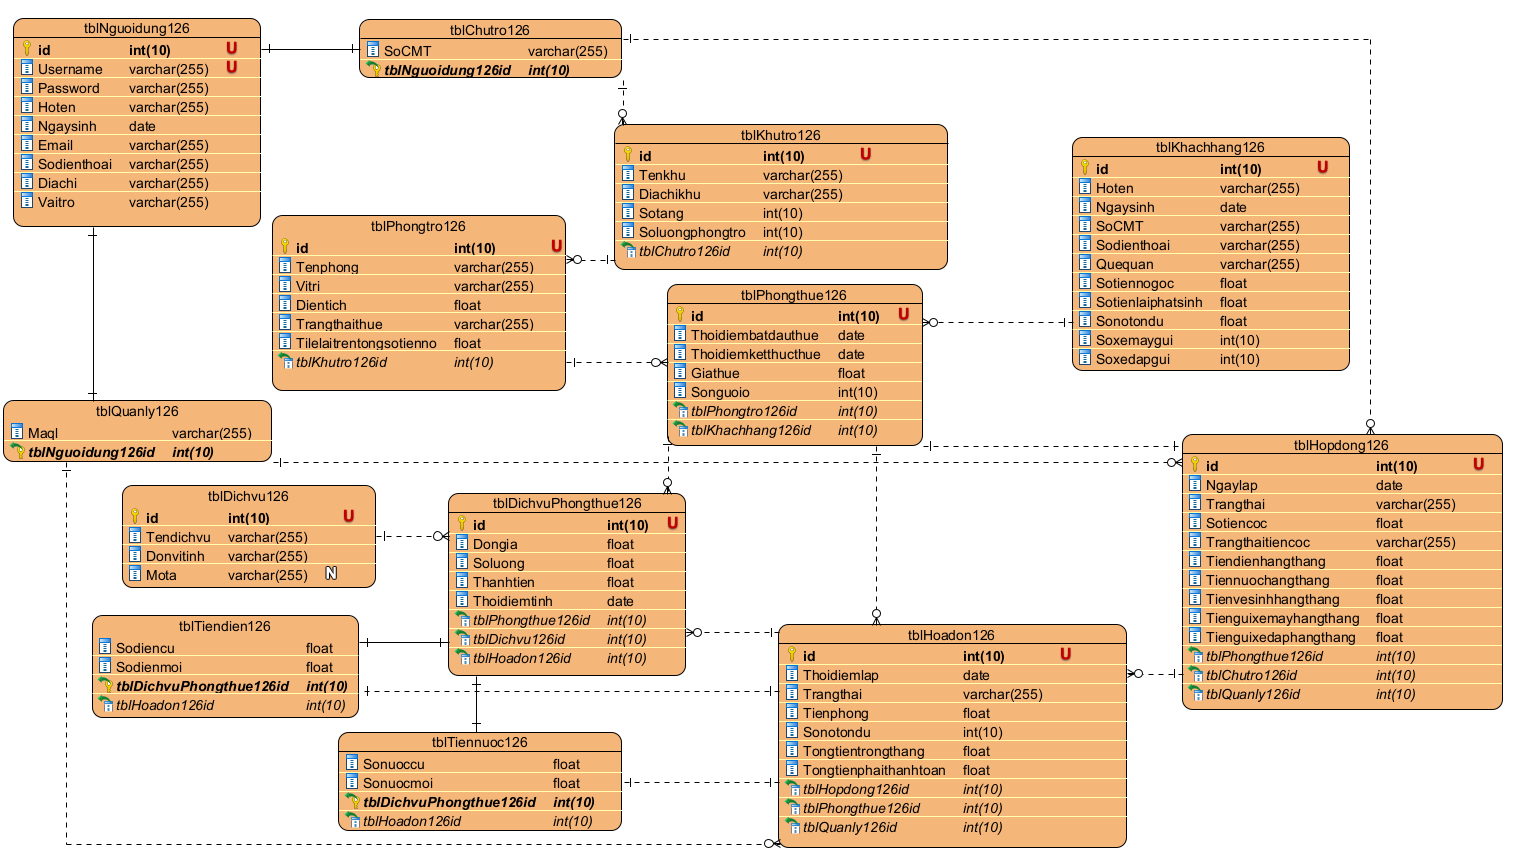 tblNguoidung126
id int(10) U
Username varchar(255) U
Password varchar(255)
Hoten varchar(255)
Ngaysinh date
Email varchar(255)
Sodienthoai varchar(255)
Diachi varchar(255)
Vaitro varchar(255)
tblChutro126
SoCMT varchar(255)
tblNguoidung126id int(10)
tblKhutro126
id int(10) U
Tenkhu varchar(255)
Diachikhu varchar(255)
Sotang int(10)
Soluongphongtro int(10)
tblChutro126id int(10)
tblKhachhang126
id int(10) U
Hoten varchar(255)
Ngaysinh date
SoCMT varchar(255)
Sodienthoai varchar(255)
Quequan varchar(255)
Sotiennogoc float
Sotienlaiphatsinh float
Sonotondu float
Soxemaygui int(10)
Soxedapgui int(10)
tblPhongtro126
id int(10) U
Tenphong varchar(255)
Vitri varchar(255)
Dientich float
Trangthaithue varchar(255)
Tilelaitrentongsotienno float
tblKhutro126id int(10)
tblPhongthue126
id int(10) U
Thoidiembatdauthue date
Thoidiemketthucthue date
Giathue float
Songuoio int(10)
tblPhongtro126id int(10)
tblKhachhang126id int(10)
tblQuanly126
Maql varchar(255)
tblNguoidung126id int(10)
tblHopdong126
id int(10) U
Ngaylap date
Trangthai varchar(255)
Sotiencoc float
Trangthaitiencoc varchar(255)
Tiendienhangthang float
Tiennuochangthang float
Tienvesinhhangthang float
Tienguixemayhangthang float
Tienguixedaphangthang float
tblPhongthue126id int(10)
tblChutro126id int(10)
tblQuanly126id int(10)
tblDichvu126
id int(10) U
Tendichvu varchar(255)
Donvitinh varchar(255)
Mota varchar(255) N
tblDichvuPhongthue126
id int(10) U
Dongia float
Soluong float
Thanhtien float
Thoidiemtinh date
tblPhongthue126id int(10)
tblDichvu126id int(10)
tblHoadon126id int(10)
tblTiendien126
Sodiencu float
Sodienmoi float
tblDichvuPhongthue126id int(10)
tblHoadon126id int(10)
tblHoadon126
id int(10) U
Thoidiemlap date
Trangthai varchar(255)
Tienphong float
Sonotondu int(10)
Tongtientrongthang float
Tongtienphaithanhtoan float
tblHopdong126id int(10)
tblPhongthue126id int(10)
tblQuanly126id int(10)
tblTiennuoc126
Sonuoccu float
Sonuocmoi float
tblDichvuPhongthue126id int(10)
tblHoadon126id int(10)